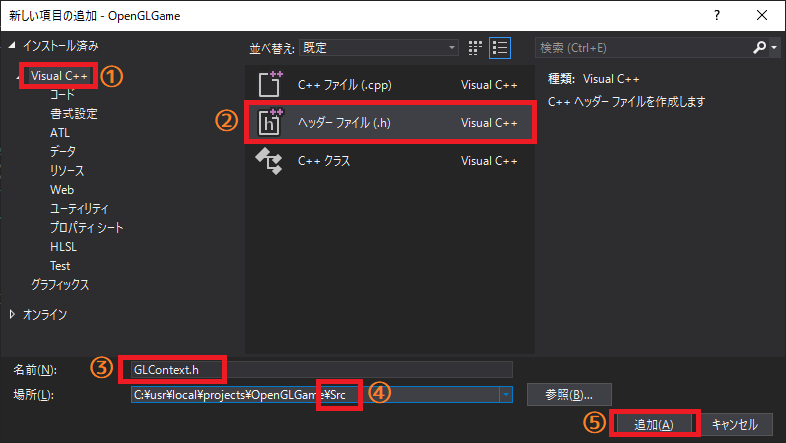 新しい項目の追加 - OpenGLGame
? ×
インストール済み
並べ替え: 既定
検索 (Ctrl+E)
Visual C++ ①
コード
書式設定
ATL
データ
リソース
Web
ユーティリティ
プロパティ シート
HLSL
Test
グラフィックス
オンライン
C++ ファイル (.cpp) Visual C++
② ヘッダー ファイル (.h) Visual C++
C++ クラス Visual C++
種類: Visual C++
C++ ヘッダー ファイルを作成します
名前(N): ③ GLContext.h
場所(L): C:¥usr¥local¥projects¥OpenGLGame¥Src ④
参照(B)...
⑤ 追加(A) キャンセル